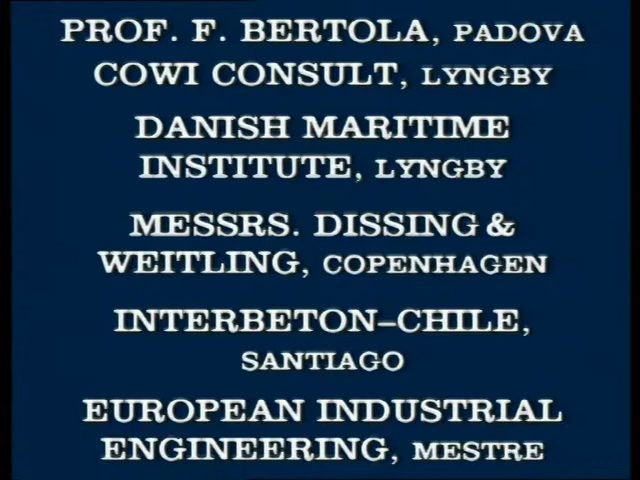 PROF. F. BERTOLA, PADOVA
COWI CONSULT, LYNGBY
DANISH MARITIME
INSTITUTE, LYNGBY
MESSRS. DISSING &
WEITLING, COPENHAGEN
INTERBETON–CHILE,
SANTIAGO
EUROPEAN INDUSTRIAL
ENGINEERING, MESTRE